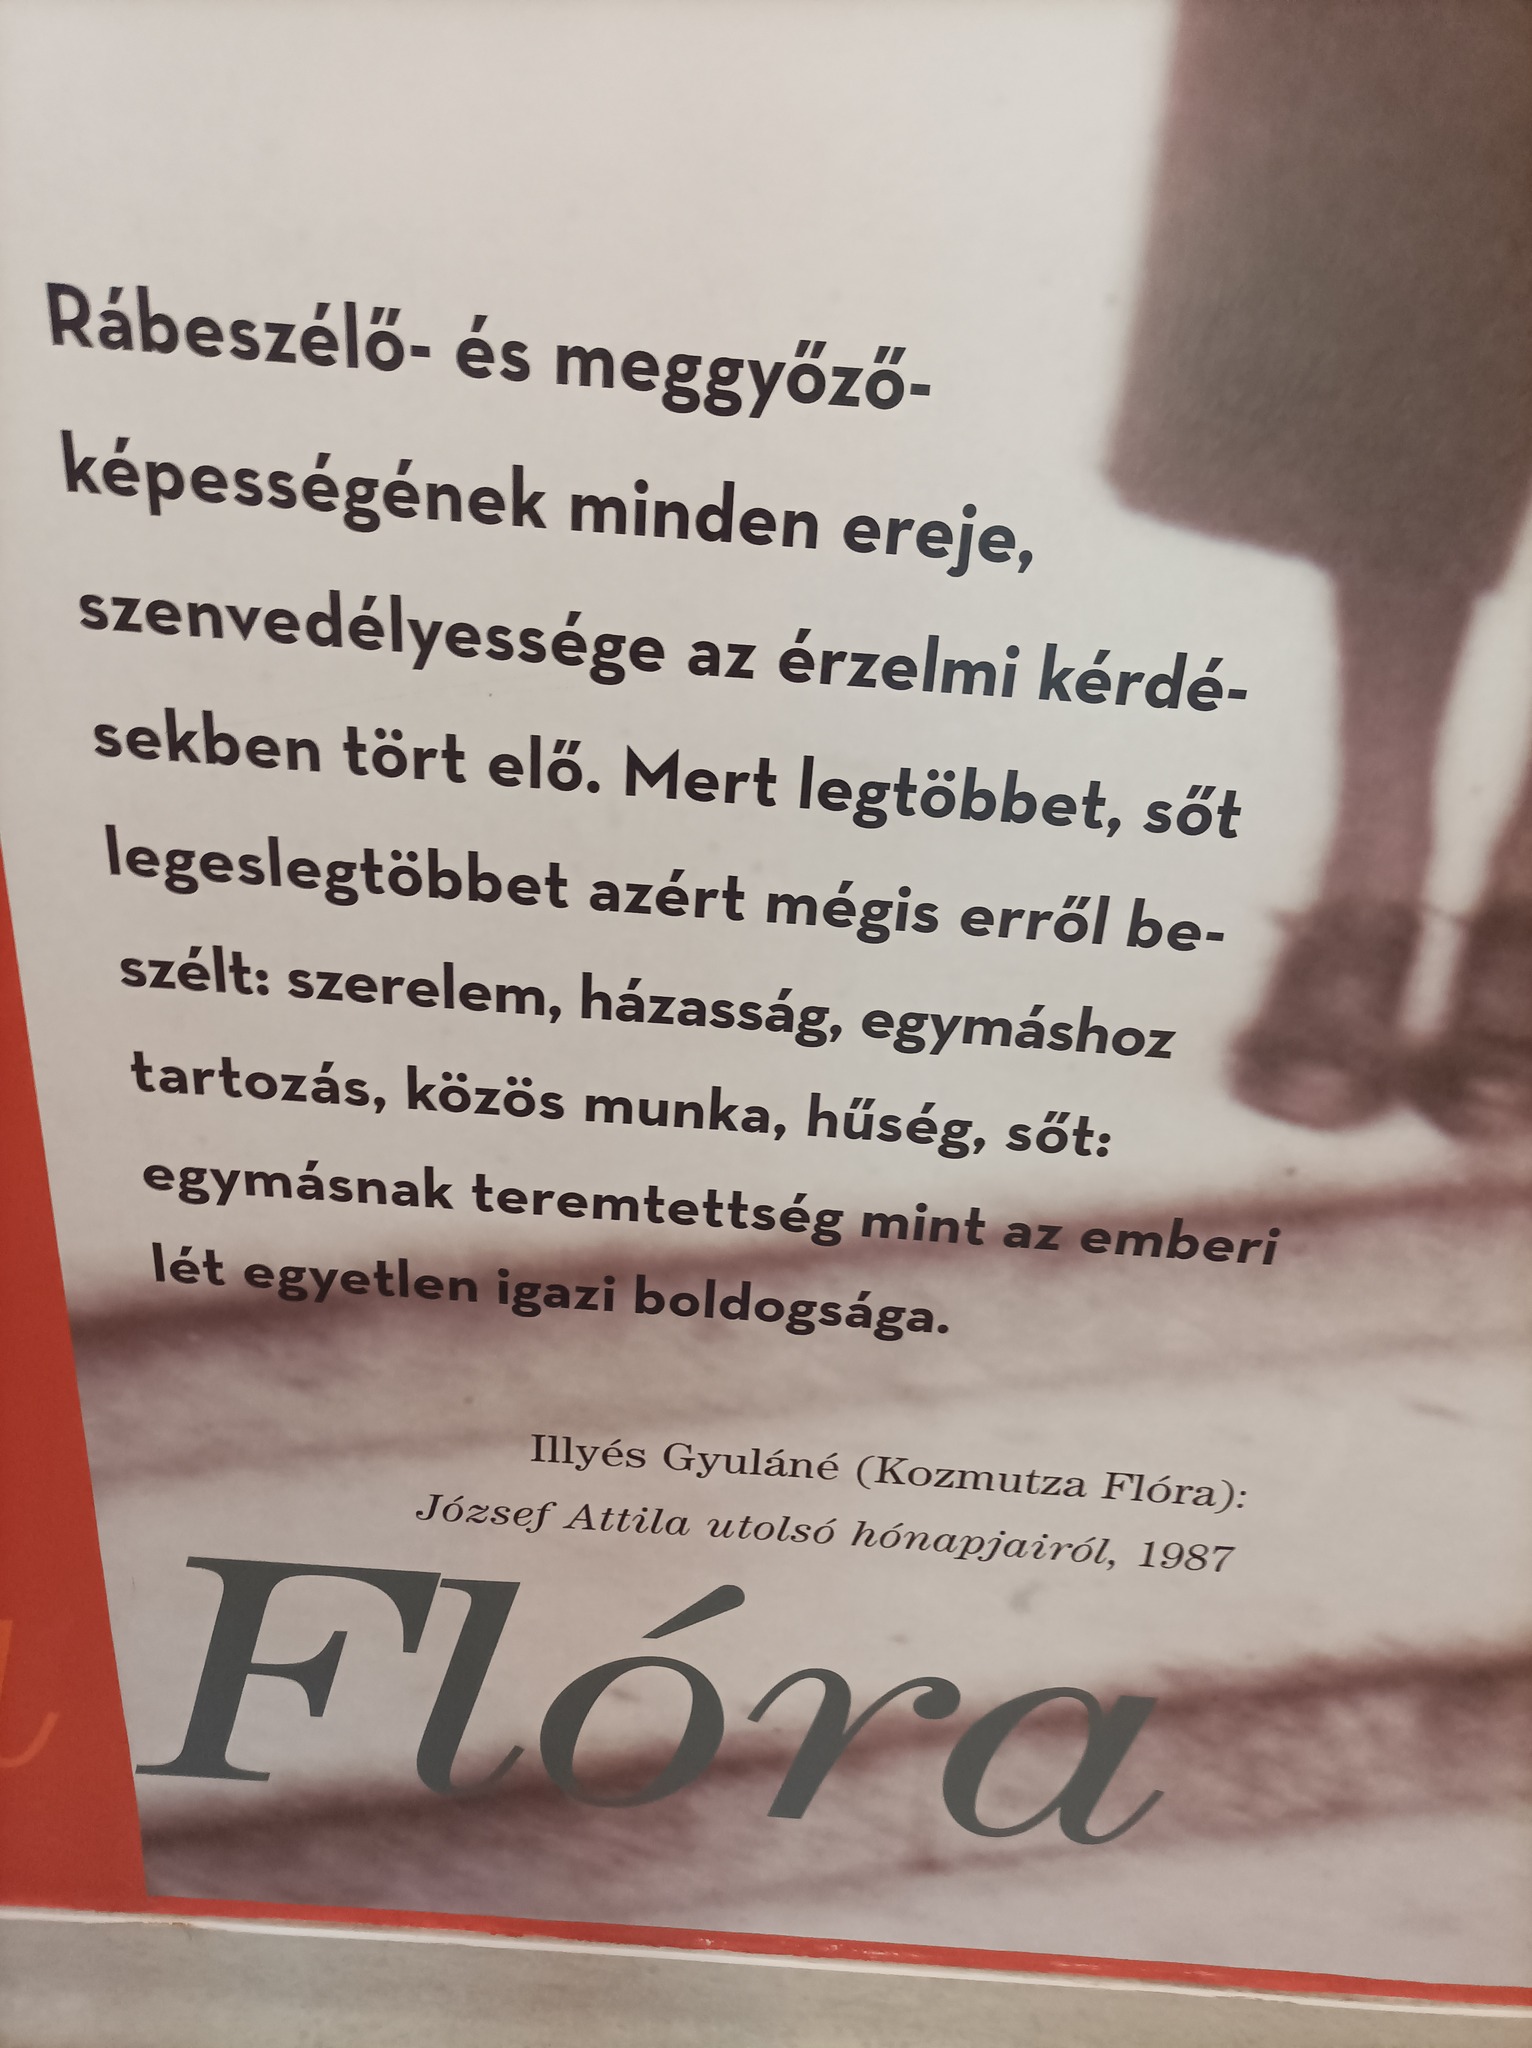 Rábeszélő- és meggyőző-
képességének minden ereje,
szenvedélyessége az érzelmi kérdé-
sekben tört elő. Mert legtöbbet, sőt
legeslegtöbbet azért mégis erről be-
szélt: szerelem, házasság, egymáshoz
tartozás, közös munka, hűség, sőt:
egymásnak teremtettség mint az emberi
lét egyetlen igazi boldogsága.
Illyés Gyuláné (Kozmutza Flóra):
József Attila utolsó hónapjairól, 1987
Flóra